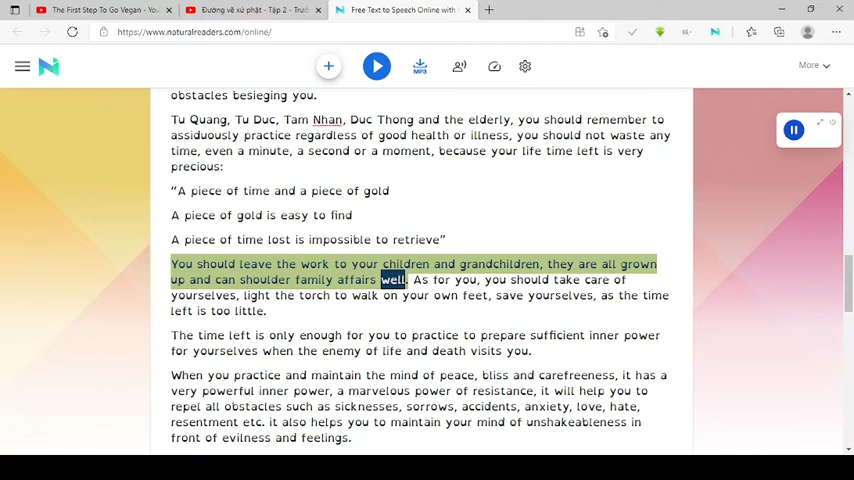 The First Step To Go Vegan - You
Đường về xứ phật - Tập 2 - Trướ
Free Text to Speech Online with
https://www.naturalreaders.com/online/
MP3
More
obstacles besieging you.
Tu Quang, Tu Duc, Tam Nhan, Duc Thong and the elderly, you should remember to
assiduously practice regardless of good health or illness, you should not waste any
time, even a minute, a second or a moment, because your life time left is very
precious:
“A piece of time and a piece of gold
A piece of gold is easy to find
A piece of time lost is impossible to retrieve”
You should leave the work to your children and grandchildren, they are all grown
up and can shoulder family affairs well. As for you, you should take care of
yourselves, light the torch to walk on your own feet, save yourselves, as the time
left is too little.
The time left is only enough for you to practice to prepare sufficient inner power
for yourselves when the enemy of life and death visits you.
When you practice and maintain the mind of peace, bliss and carefreeness, it has a
very powerful inner power, a marvelous power of resistance, it will help you to
repel all obstacles such as sicknesses, sorrows, accidents, anxiety, love, hate,
resentment etc. it also helps you to maintain your mind of unshakeableness in
front of evilness and feelings.